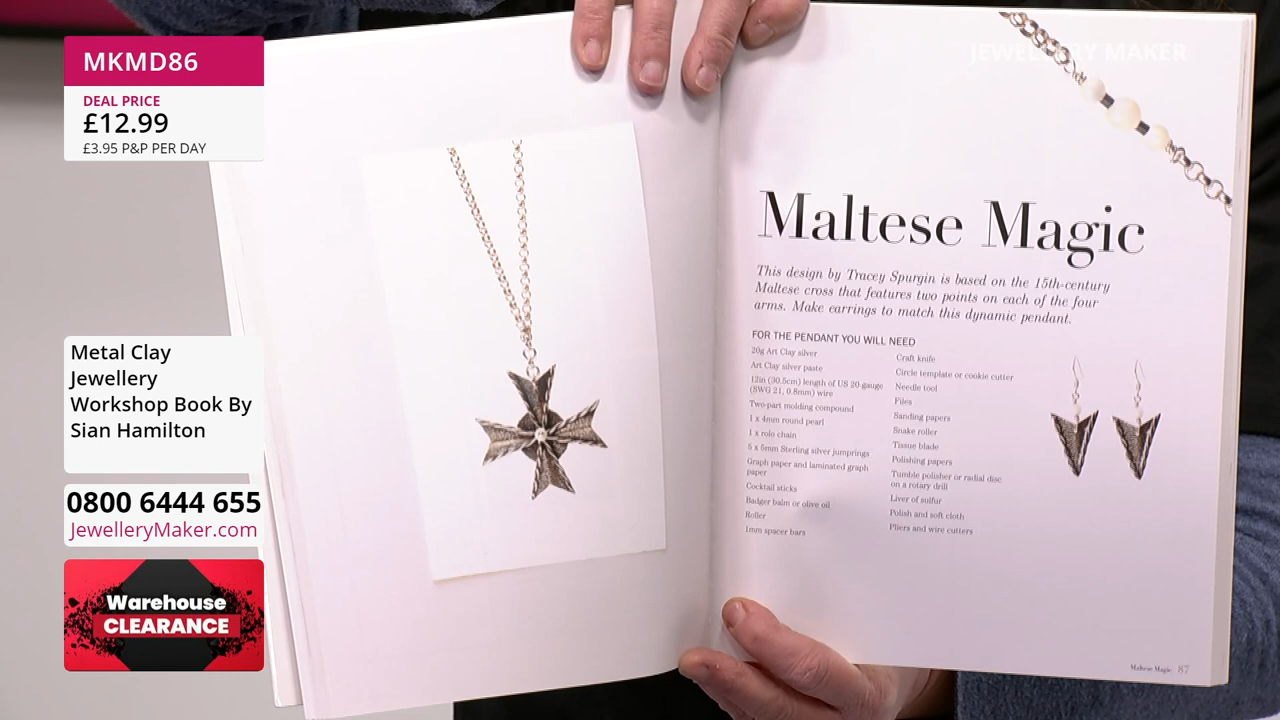 MKMD86
DEAL PRICE
£12.99
£3.95 P&P PER DAY
Metal Clay
Jewellery
Workshop Book By
Sian Hamilton
0800 6444 655
JewelleryMaker.com
Warehouse
CLEARANCE
JEWELLERY MAKER
Maltese Magic
This design by Tracey Spurgin is based on the 15th-century
Maltese cross that features two points on each of the four
arms. Make earrings to match this dynamic pendant.
FOR THE PENDANT YOU WILL NEED
20g Art Clay silver
Art Clay silver paste
12in (30.5cm) length of US 20-gauge
(SWG 21, 0.8mm) wire
Two-part molding compound
1 x 4mm round pearl
1 x rolo chain
5 x 5mm Sterling silver jumprings
Graph paper and laminated graph
paper
Cocktail sticks
Badger balm or olive oil
Roller
1mm spacer bars
Craft knife
Circle template or cookie cutter
Needle tool
Files
Sanding papers
Snake roller
Tissue blade
Polishing papers
Tumble polisher or radial disc
on a rotary drill
Liver of sulfur
Polish and soft cloth
Pliers and wire cutters
Maltese Magic 87